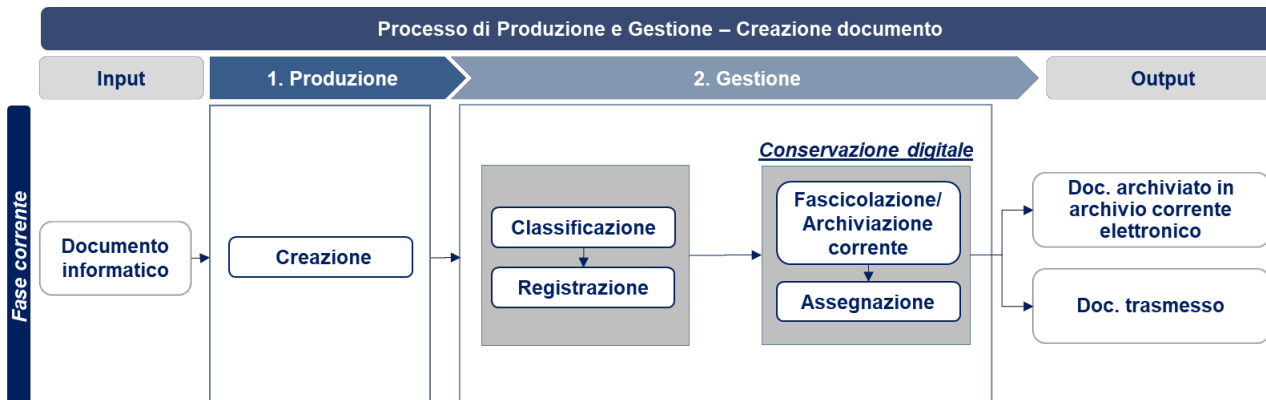 Processo di Produzione e Gestione – Creazione documento
Input
1. Produzione
2. Gestione
Output
Fase corrente
Documento
informatico
Creazione
Classificazione
Registrazione
Conservazione digitale
Fascicolazione/
Archiviazione
corrente
Assegnazione
Doc. archiviato in
archivio corrente
elettronico
Doc. trasmesso